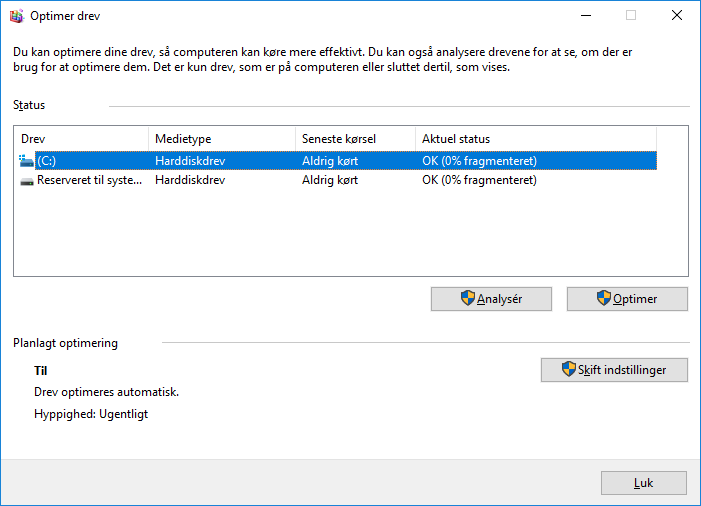 Optimer drev
Du kan optimere dine drev, så computeren kan køre mere effektivt. Du kan også analysere drevene for at se, om der er
brug for at optimere dem. Det er kun drev, som er på computeren eller sluttet dertil, som vises.
Status
Drev Medietype Seneste kørsel Aktuel status
(C:) Harddiskdrev Aldrig kørt OK (0% fragmenteret)
Reserveret til syste... Harddiskdrev Aldrig kørt OK (0% fragmenteret)
Analysér Optimer
Planlagt optimering
Til Skift indstillinger
Drev optimeres automatisk.
Hyppighed: Ugentligt
Luk